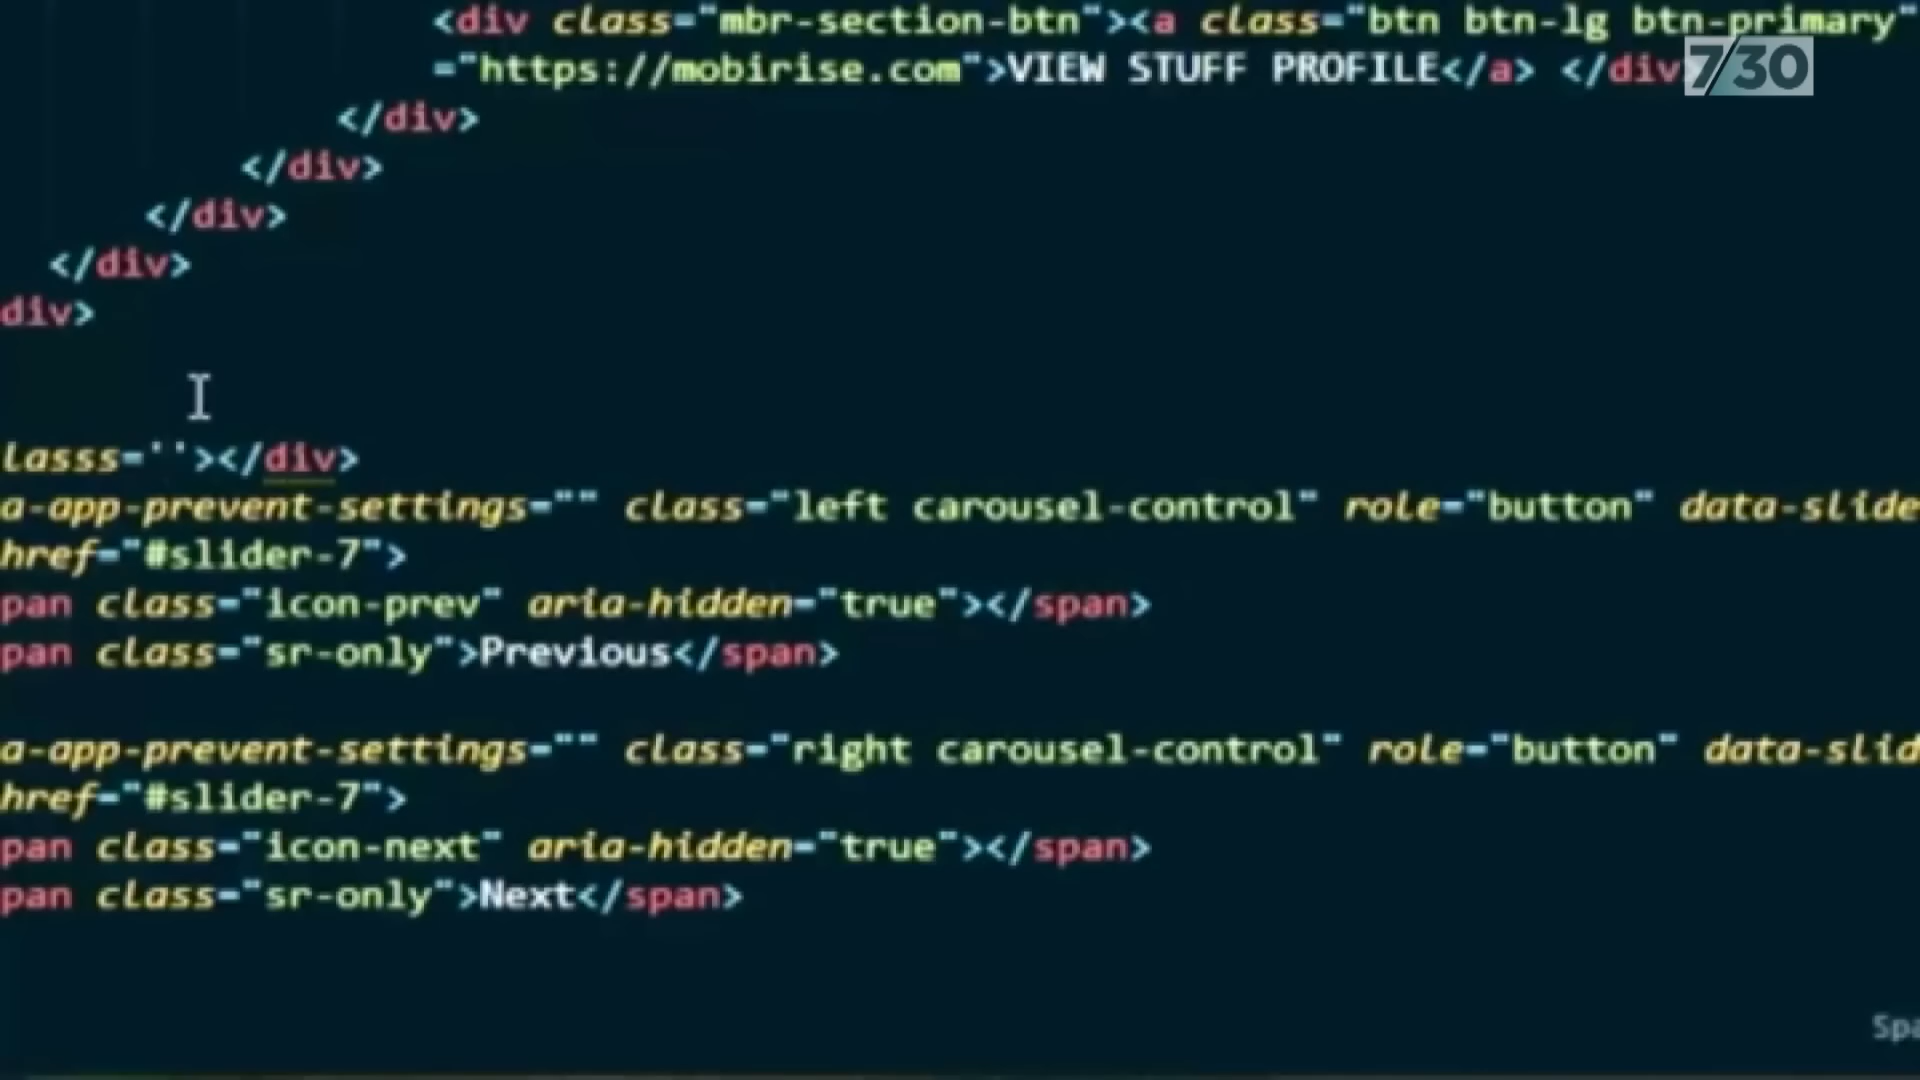 <div class="mbr-section-btn"><a class="btn btn-lg btn-primary"
="https://mobirise.com">VIEW STUFF PROFILE</a> </div
7/30
</div>
</div>
</div>
</div>
div>
lasss=''></div>
a-app-prevent-settings="" class="left carousel-control" role="button" data-slide
href="#slider-7">
pan class="icon-prev" aria-hidden="true"></span>
pan class="sr-only">Previous</span>
a-app-prevent-settings="" class="right carousel-control" role="button" data-slid
href="#slider-7">
pan class="icon-next" aria-hidden="true"></span>
pan class="sr-only">Next</span>
Spa